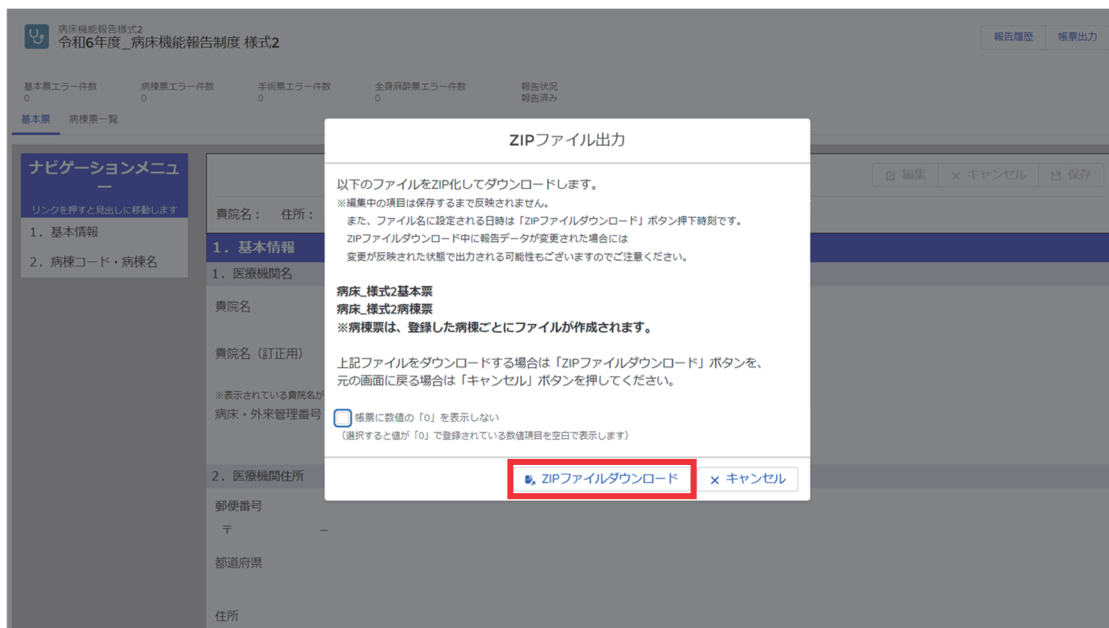 病床機能報告様式2
令和6年度_病床機能報告制度 様式2
報告履歴 帳票出力
基本票エラー件数 病棟票エラー件数 手術票エラー件数 全身麻酔票エラー件数 報告状況
0 0 0 0 報告済み
基本票 病棟票一覧
ナビゲーションメニュ
ー
リンクを押すと見出しに移動します
1．基本情報
2．病棟コード・病棟名
編集 × キャンセル 保存
貴院名： 住所：
1．基本情報
1．医療機関名
貴院名
貴院名（訂正用）
※表示されている貴院名が
病床・外来管理番号
2．医療機関住所
郵便番号
〒 －
都道府県
住所
ZIPファイル出力
以下のファイルをZIP化してダウンロードします。
※編集中の項目は保存するまで反映されません。
また、ファイル名に設定される日時は「ZIPファイルダウンロード」ボタン押下時刻です。
ZIPファイルダウンロード中に報告データが変更された場合には
変更が反映された状態で出力される可能性もございますのでご注意ください。
病床_様式2基本票
病床_様式2病棟票
※病棟票は、登録した病棟ごとにファイルが作成されます。
上記ファイルをダウンロードする場合は「ZIPファイルダウンロード」ボタンを、
元の画面に戻る場合は「キャンセル」ボタンを押してください。
帳票に数値の「0」を表示しない
（選択すると値が「0」で登録されている数値項目を空白で表示します）
ZIPファイルダウンロード × キャンセル